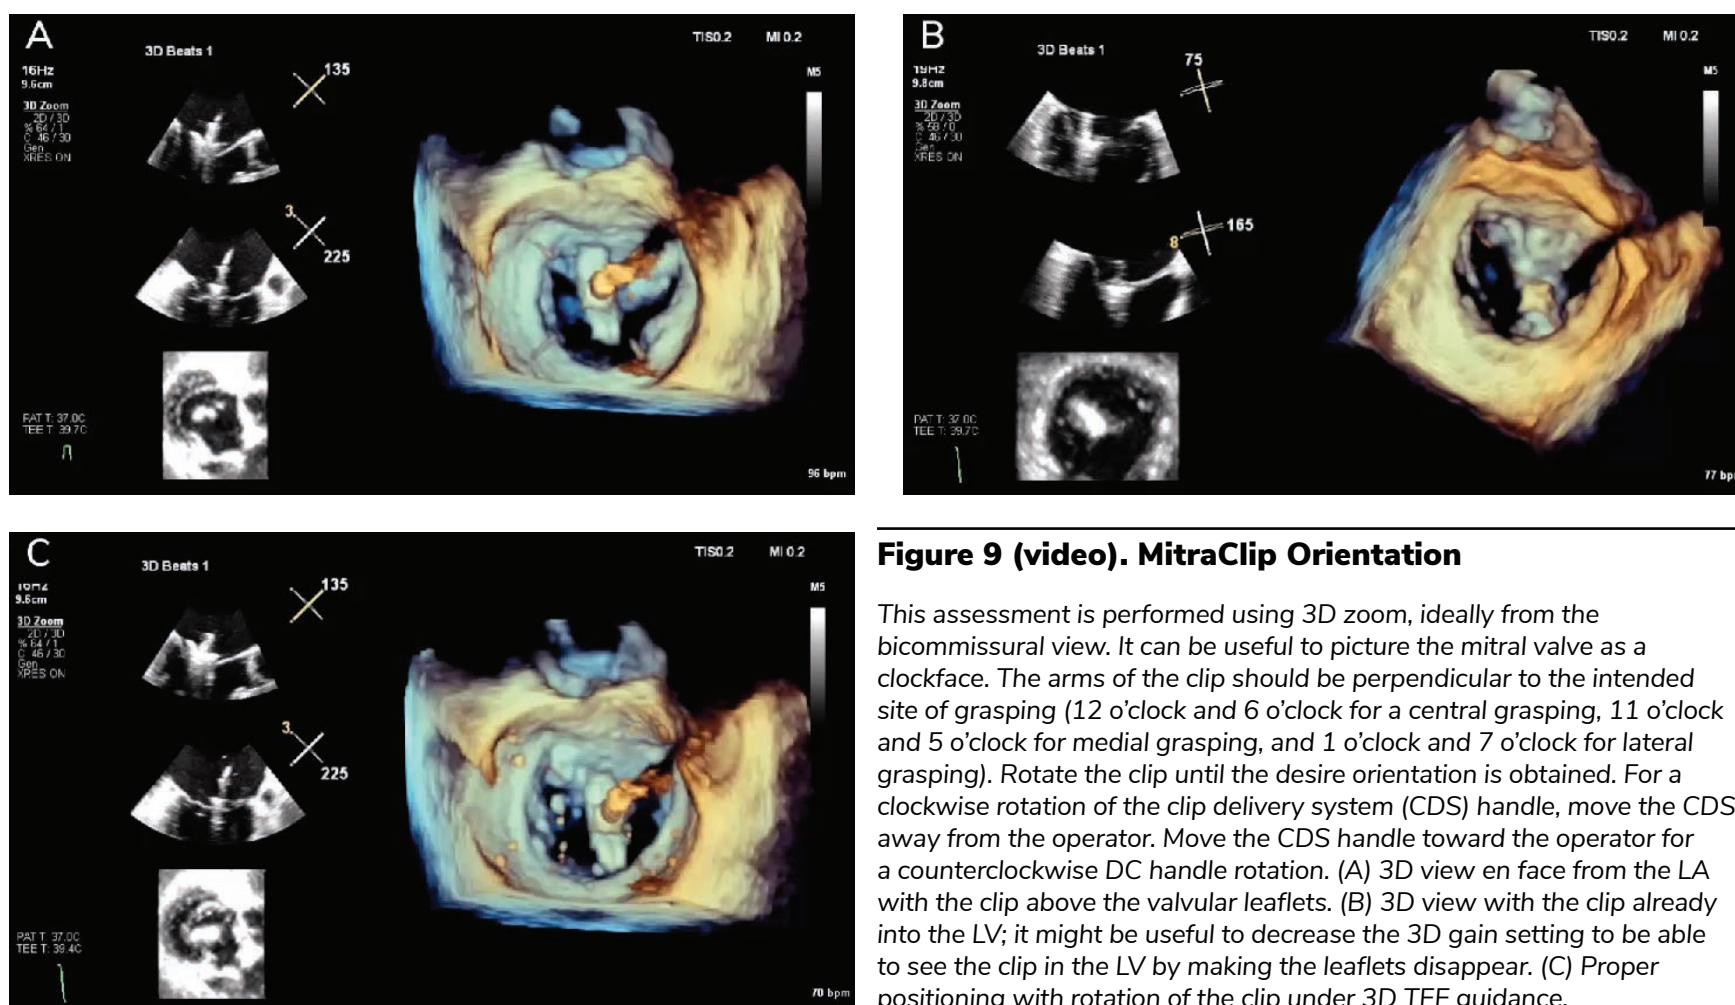 A
TIS0.2 MI 0.2
3D Beats 1
16Hz
9.6cm
135
M5
3D Zoom
2D / 3D
% 64 / 1
C 46 / 30
Gen
XRES ON
3
225
PAT T: 37.0C
TEE T: 39.7C
96 bpm
B
TIS0.2 MI 0.2
3D Beats 1
19Hz
9.8cm
75
M5
3D Zoom
2D / 3D
% 58 / 0
C 46 / 30
Gen
XRES ON
8
165
PAT T: 37.0C
TEE T: 39.7C
77 bp
C
TIS0.2 MI 0.2
3D Beats 1
16Hz
9.6cm
135
M5
3D Zoom
2D / 3D
% 64 / 1
C 46 / 30
Gen
XRES ON
3
225
PAT T: 37.0C
TEE T: 39.4C
70 bpm
Figure 9 (video). MitraClip Orientation
This assessment is performed using 3D zoom, ideally from the
bicommissural view. It can be useful to picture the mitral valve as a
clockface. The arms of the clip should be perpendicular to the intended
site of grasping (12 o’clock and 6 o’clock for a central grasping, 11 o’clock
and 5 o’clock for medial grasping, and 1 o’clock and 7 o’clock for lateral
grasping). Rotate the clip until the desire orientation is obtained. For a
clockwise rotation of the clip delivery system (CDS) handle, move the CDS
away from the operator. Move the CDS handle toward the operator for
a counterclockwise DC handle rotation. (A) 3D view en face from the LA
with the clip above the valvular leaflets. (B) 3D view with the clip already
into the LV; it might be useful to decrease the 3D gain setting to be able
to see the clip in the LV by making the leaflets disappear. (C) Proper
positioning with rotation of the clip under 3D TEE guidance.